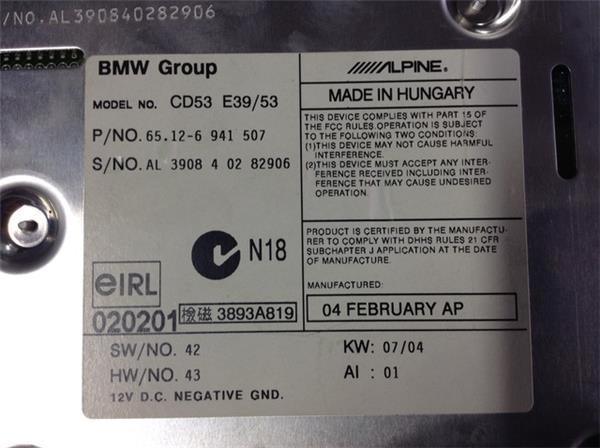 /NO.AL390840282906
BMW Group
MODEL NO. CD53 E39/53
P/NO. 65.12-6 941 507
S/NO. AL 3908 4 02 82906
N18
eIRL
020201 檢磁 3893A819
SW/NO. 42
HW/NO. 43
12V D.C. NEGATIVE GND.
ALPINE®
MADE IN HUNGARY
THIS DEVICE COMPLIES WITH PART 15 OF
THE FCC RULES.OPERATION IS SUBJECT
TO THE FOLLOWING TWO CONDITIONS:
(1)THIS DEVICE MAY NOT CAUSE HARMFUL
INTERFERENCE.
(2)THIS DEVICE MUST ACCEPT ANY INTER-
FERENCE RECEIVED INCLUDING INTER-
FERENCE THAT MAY CAUSE UNDESIRED
OPERATION.
PRODUCT IS CERTIFIED BY THE MANUFACTU-
RER TO COMPLY WITH DHHS RULES 21 CFR
SUBCHAPTER J APPLICATION AT THE DATE
OF MANUFACTURE.
MANUFACTURED:
04 FEBRUARY AP
KW: 07/04
AI : 01